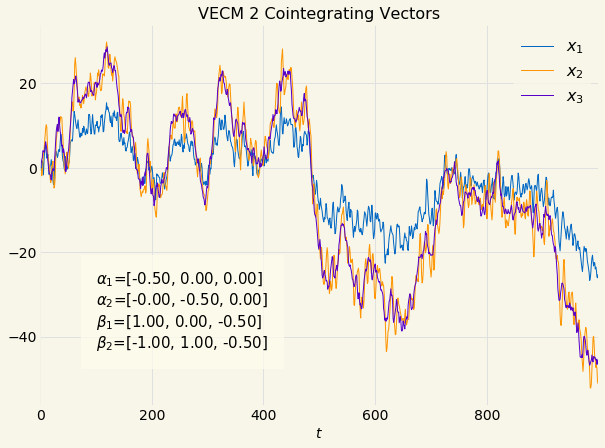 VECM 2 Cointegrating Vectors
x₁
x₂
x₃
20
0
−20
−40
α₁=[-0.50, 0.00, 0.00]
α₂=[-0.00, -0.50, 0.00]
β₁=[1.00, 0.00, -0.50]
β₂=[-1.00, 1.00, -0.50]
0 200 400 600 800
t